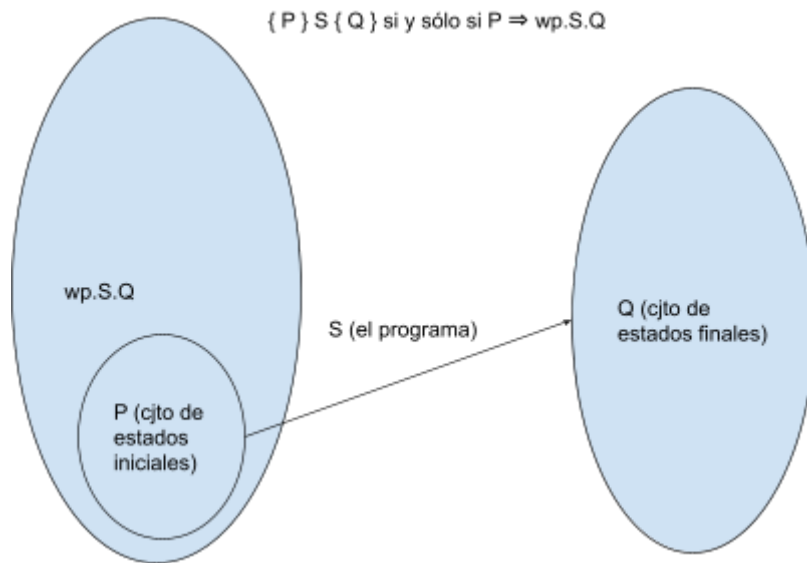 { P } S { Q } si y sólo si P ⇒ wp.S.Q
wp.S.Q
S (el programa)
Q (cjto de
estados finales)
P (cjto de
estados
iniciales)